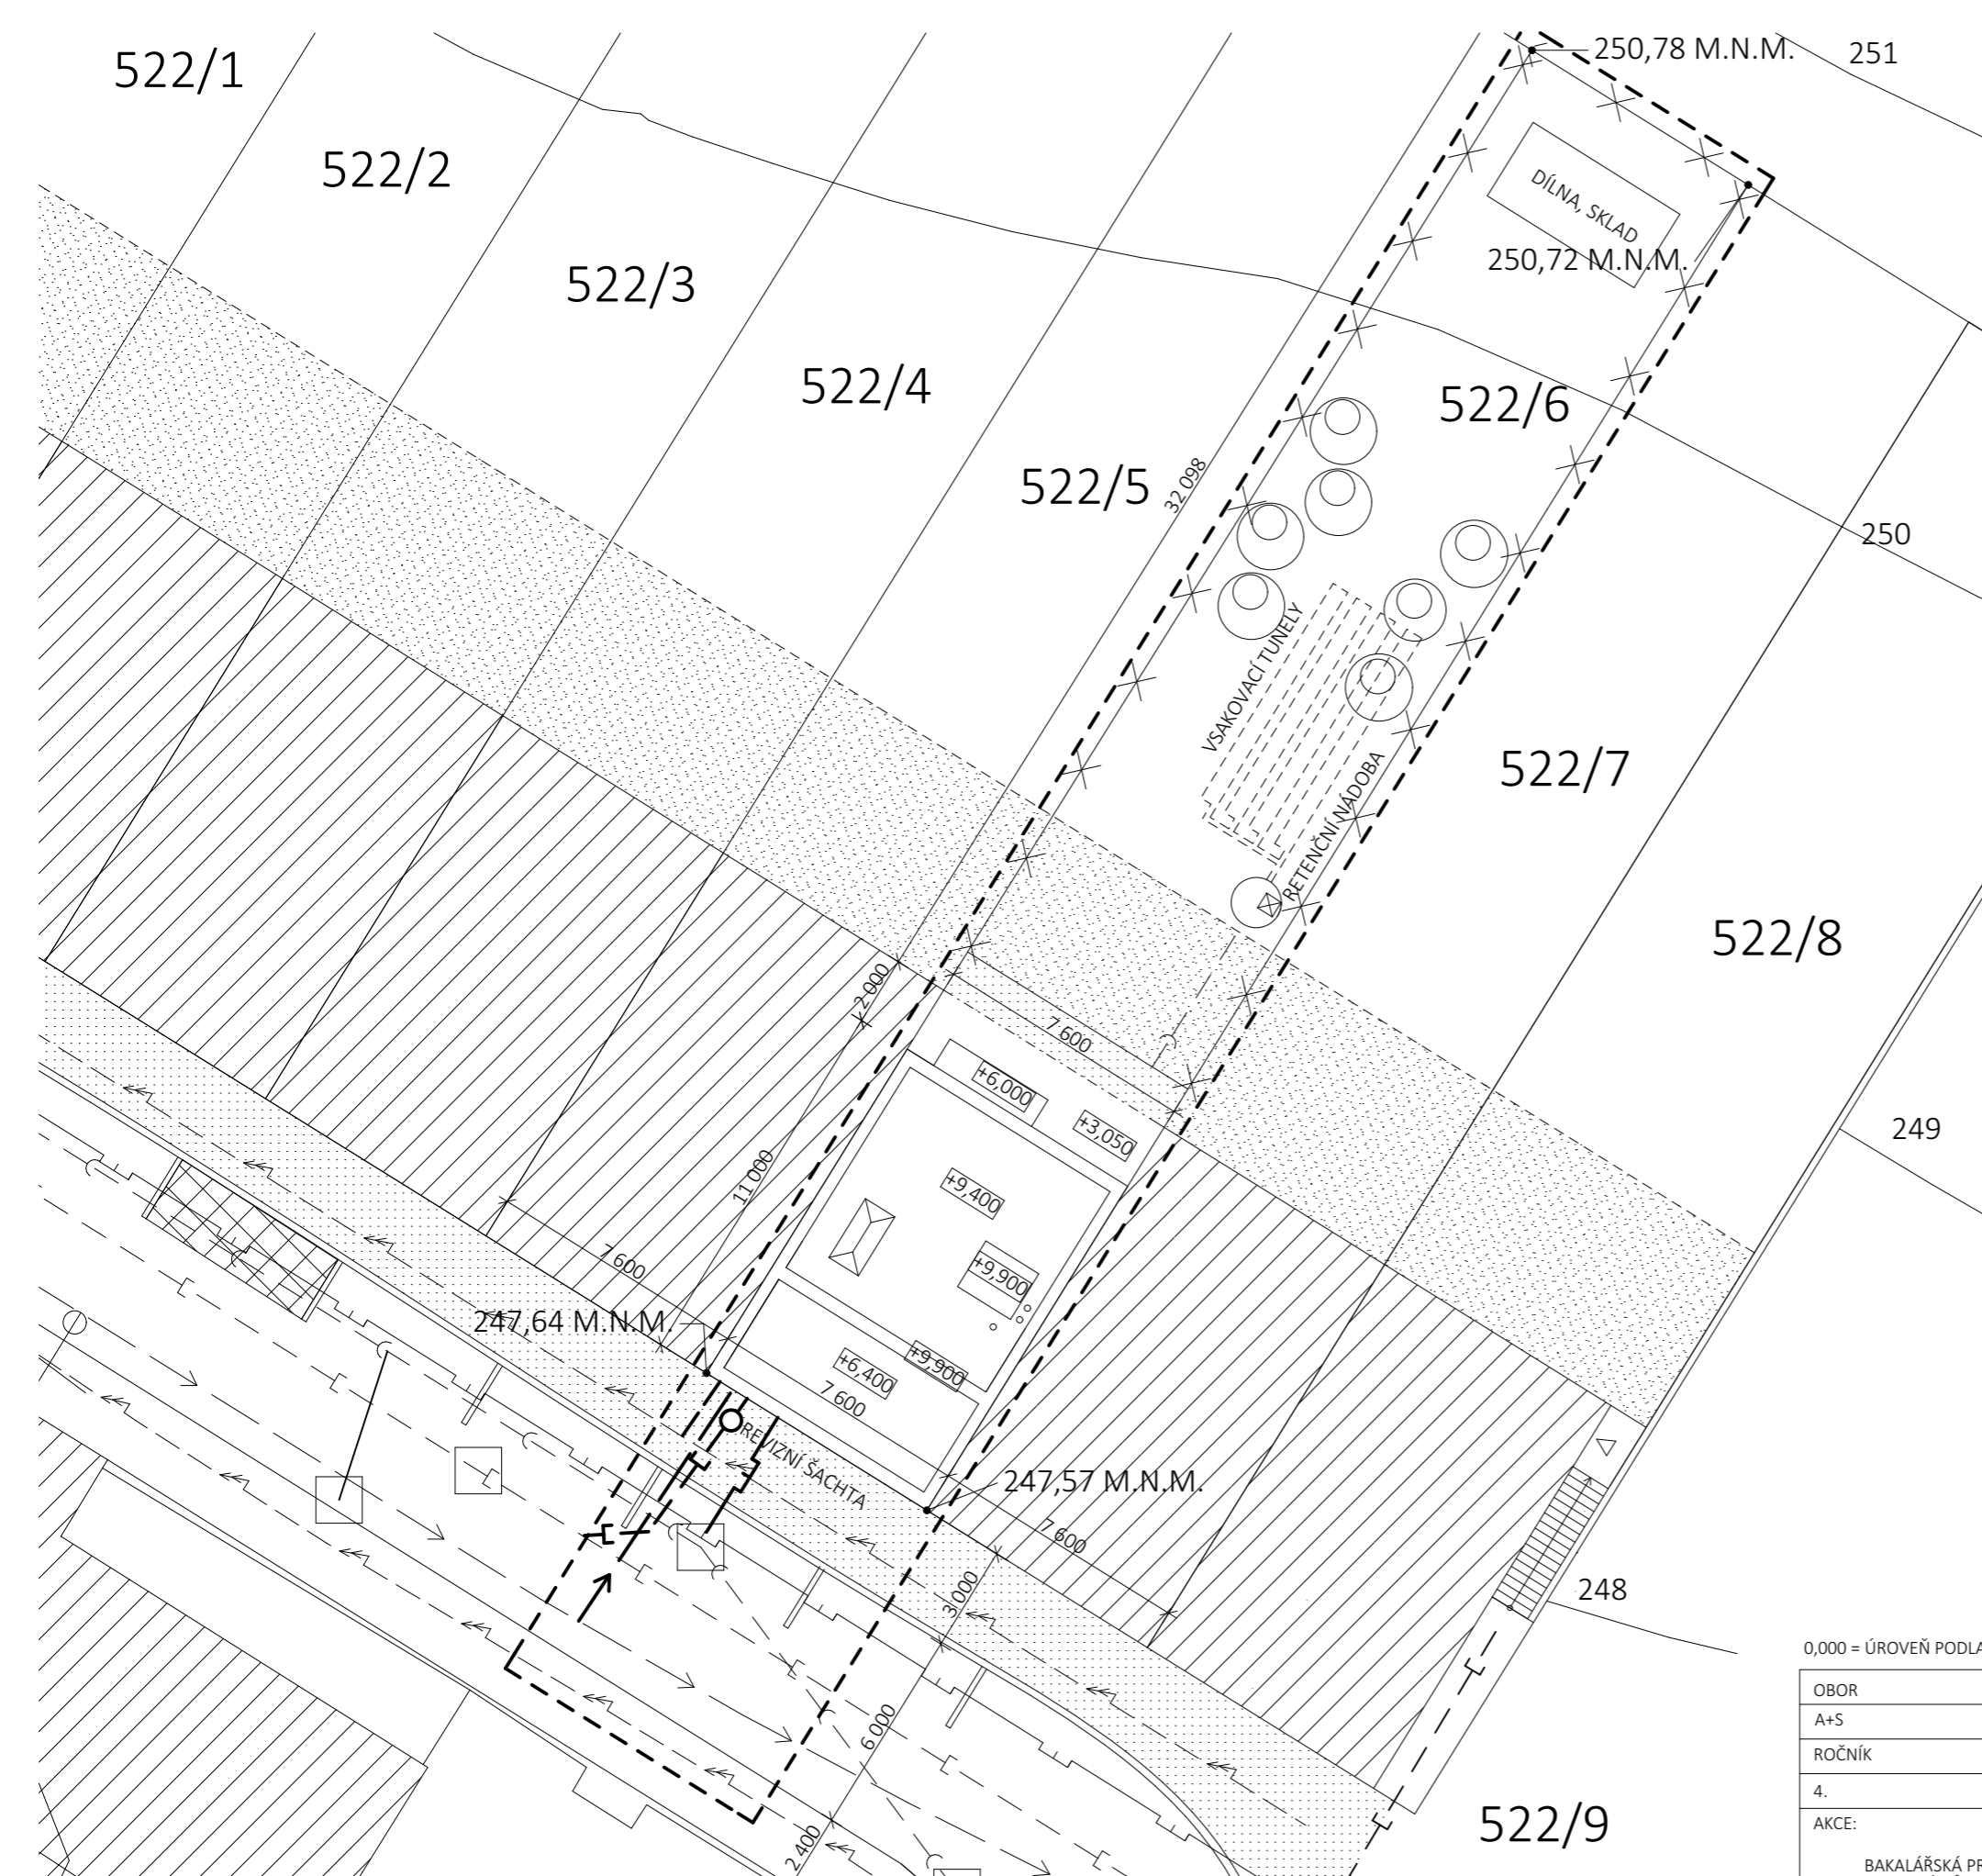 522/1
250,78 M.N.M.
251
522/2
DÍLNA, SKLAD
522/3
250,72 M.N.M.
522/4
522/6
522/5
32 098
250
VSAKOVACÍ TUNELY
522/7
RETENČNÍ NÁDOBA
522/8
2 000
7 600
+6,000
+3,050
249
11 000
+9,400
7 600
+9,900
247,64 M.N.M.
+9,900
+6,400
7 600
REVIZNÍ ŠACHTA
247,57 M.N.M.
7 600
3 000
248
0,000 = ÚROVEŇ PODLA
OBOR
A+S
6 000
ROČNÍK
4.
522/9
AKCE:
2 400
BAKALÁŘSKÁ PR